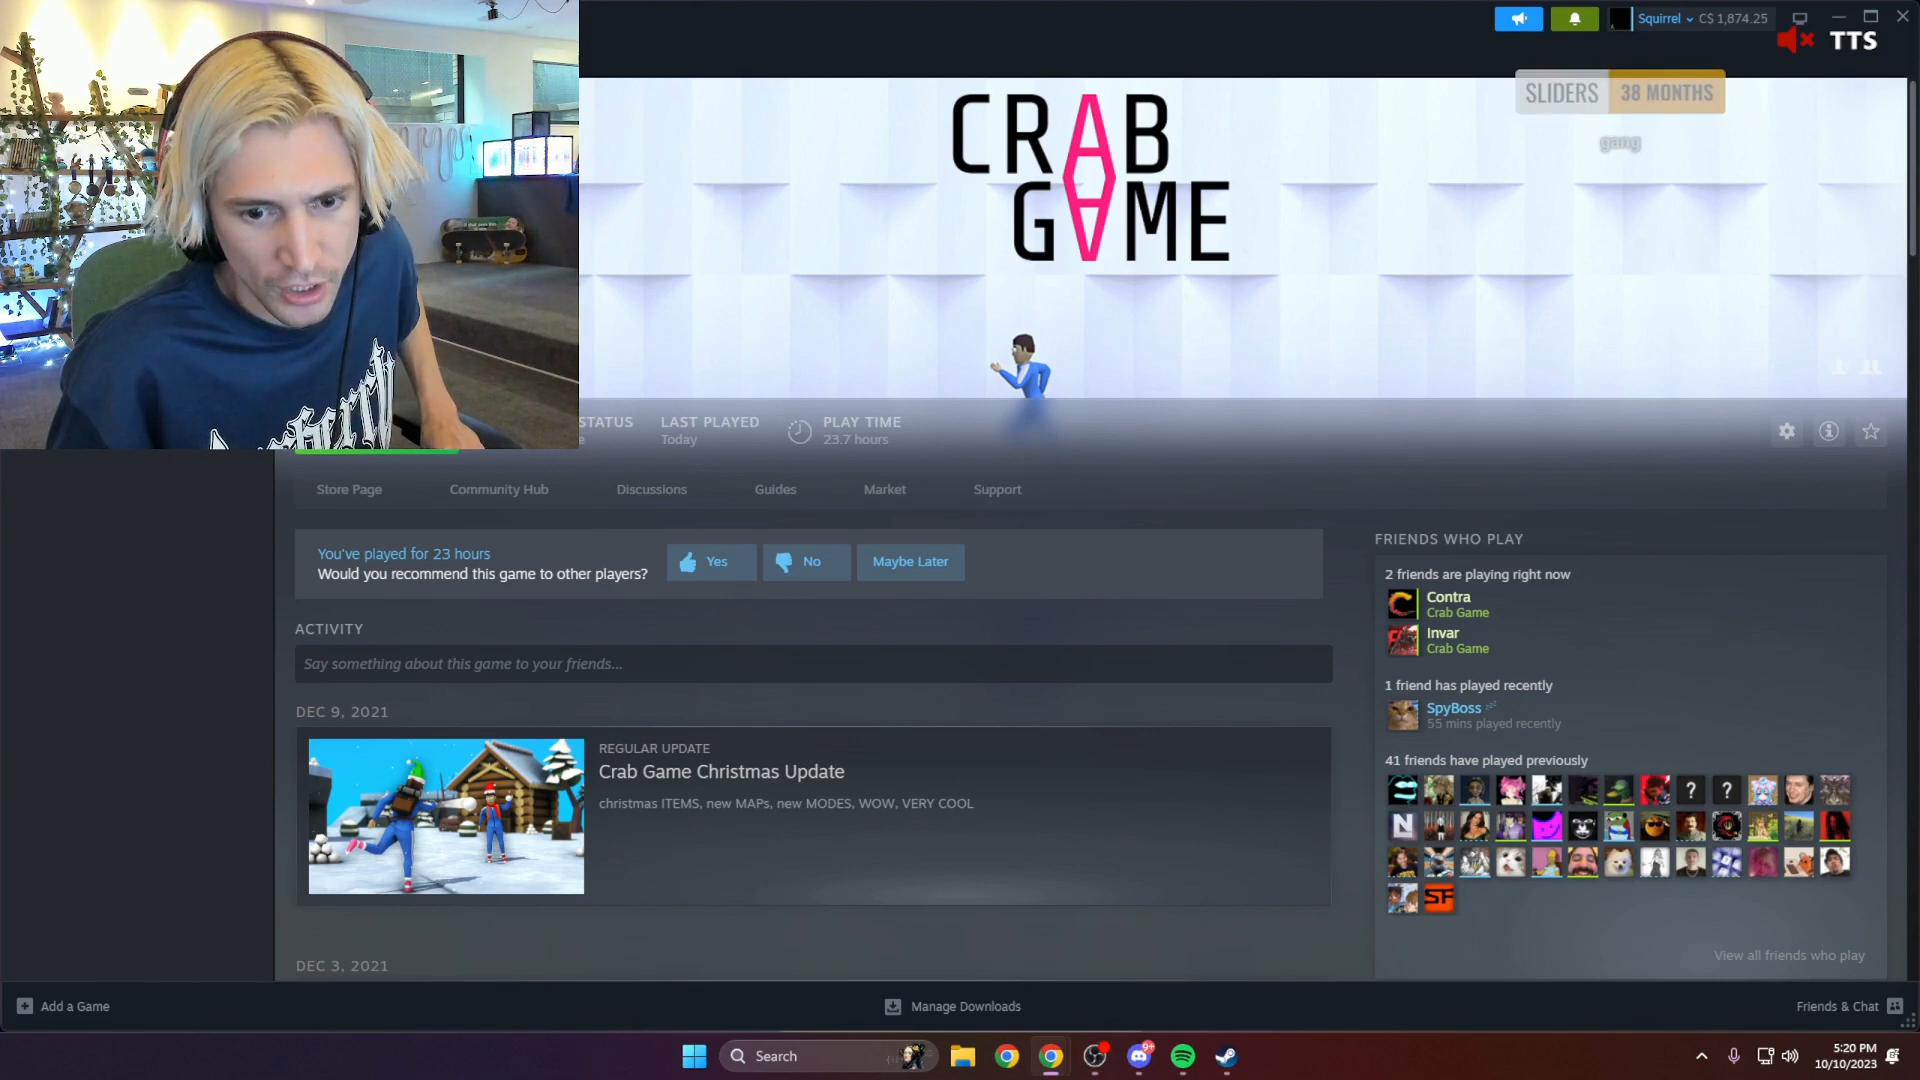 Squirrel C$ 1,874.25
TTS
SLIDERS 38 MONTHS
gang
CRAB
GAME
STATUS
LAST PLAYED
Today
PLAY TIME
23.7 hours
Store Page
Community Hub
Discussions
Guides
Market
Support
You've played for 23 hours
Would you recommend this game to other players?
Yes
No
Maybe Later
ACTIVITY
Say something about this game to your friends...
DEC 9, 2021
REGULAR UPDATE
Crab Game Christmas Update
christmas ITEMS, new MAPs, new MODES, WOW, VERY COOL
DEC 3, 2021
FRIENDS WHO PLAY
2 friends are playing right now
Contra
Crab Game
Invar
Crab Game
1 friend has played recently
SpyBoss
55 mins played recently
41 friends have played previously
? ?
N
SF
View all friends who play
Add a Game
Manage Downloads
Friends & Chat
Search
9+
5:20 PM
10/10/2023